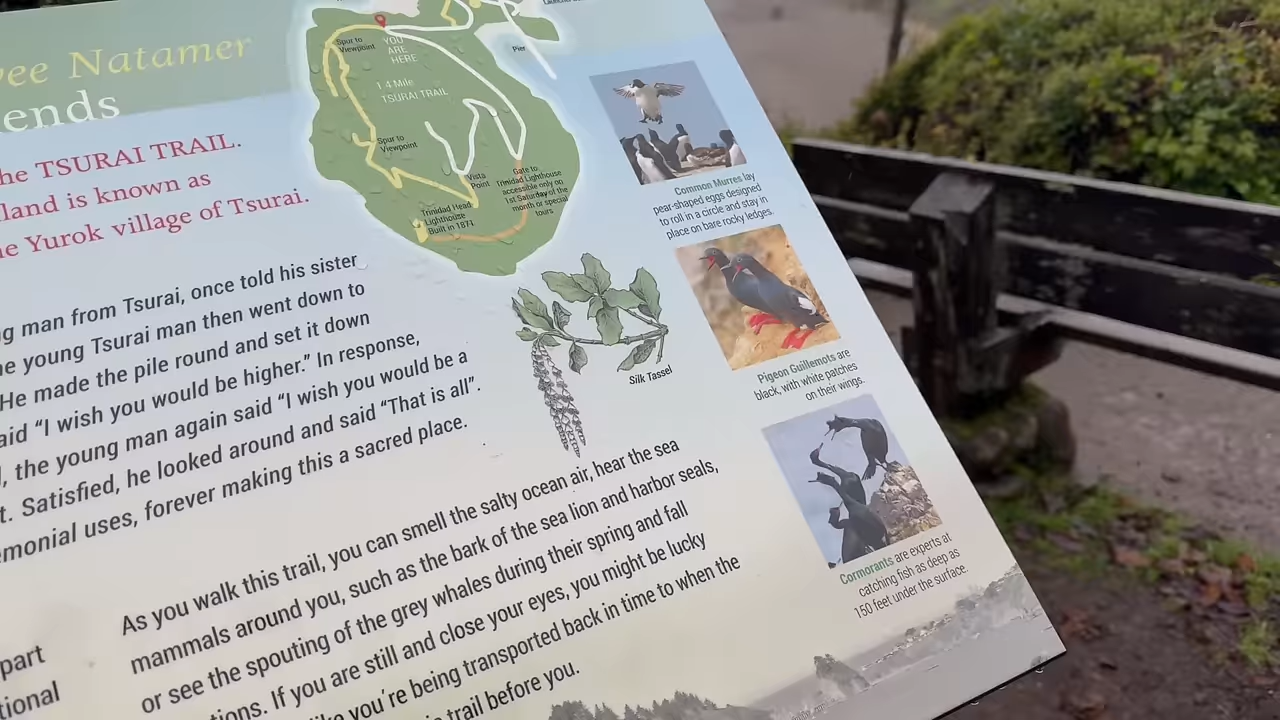 Natamer
ends
TSURAI TRAIL.
land is known as
Yurok village of Tsurai.
man from Tsurai, once told his sister
young Tsurai man then went down to
He made the pile round and set it down
"I wish you would be higher." In response,
the young man again said "I wish you would be a
Satisfied, he looked around and said "That is all".
uses, forever making this a sacred place.
part
As you walk this trail, you can smell the salty ocean air, hear the sea
mammals around you, such as the bark of the sea lion and harbor seals,
or see the spouting of the grey whales during their spring and fall
If you are still and close your eyes, you might be lucky
you're being transported back in time to when the
trail before you.
Spur to
Viewpoint
YOU
ARE
HERE
Pier
1.4 Mile
TSURAI TRAIL
Spur to
Viewpoint
Vista
Point
Gate to
Trinidad Lighthouse
accessible only on
1st Saturday of the
month or special
tours
Trinidad Head
Lighthouse
Built in 1871
Silk Tassel
Common Murres lay
pear-shaped eggs designed
to roll in a circle and stay in
place on bare rocky ledges.
Pigeon Guillemots are
black, with white patches
on their wings.
Cormorants are experts at
catching fish as deep as
150 feet under the surface.